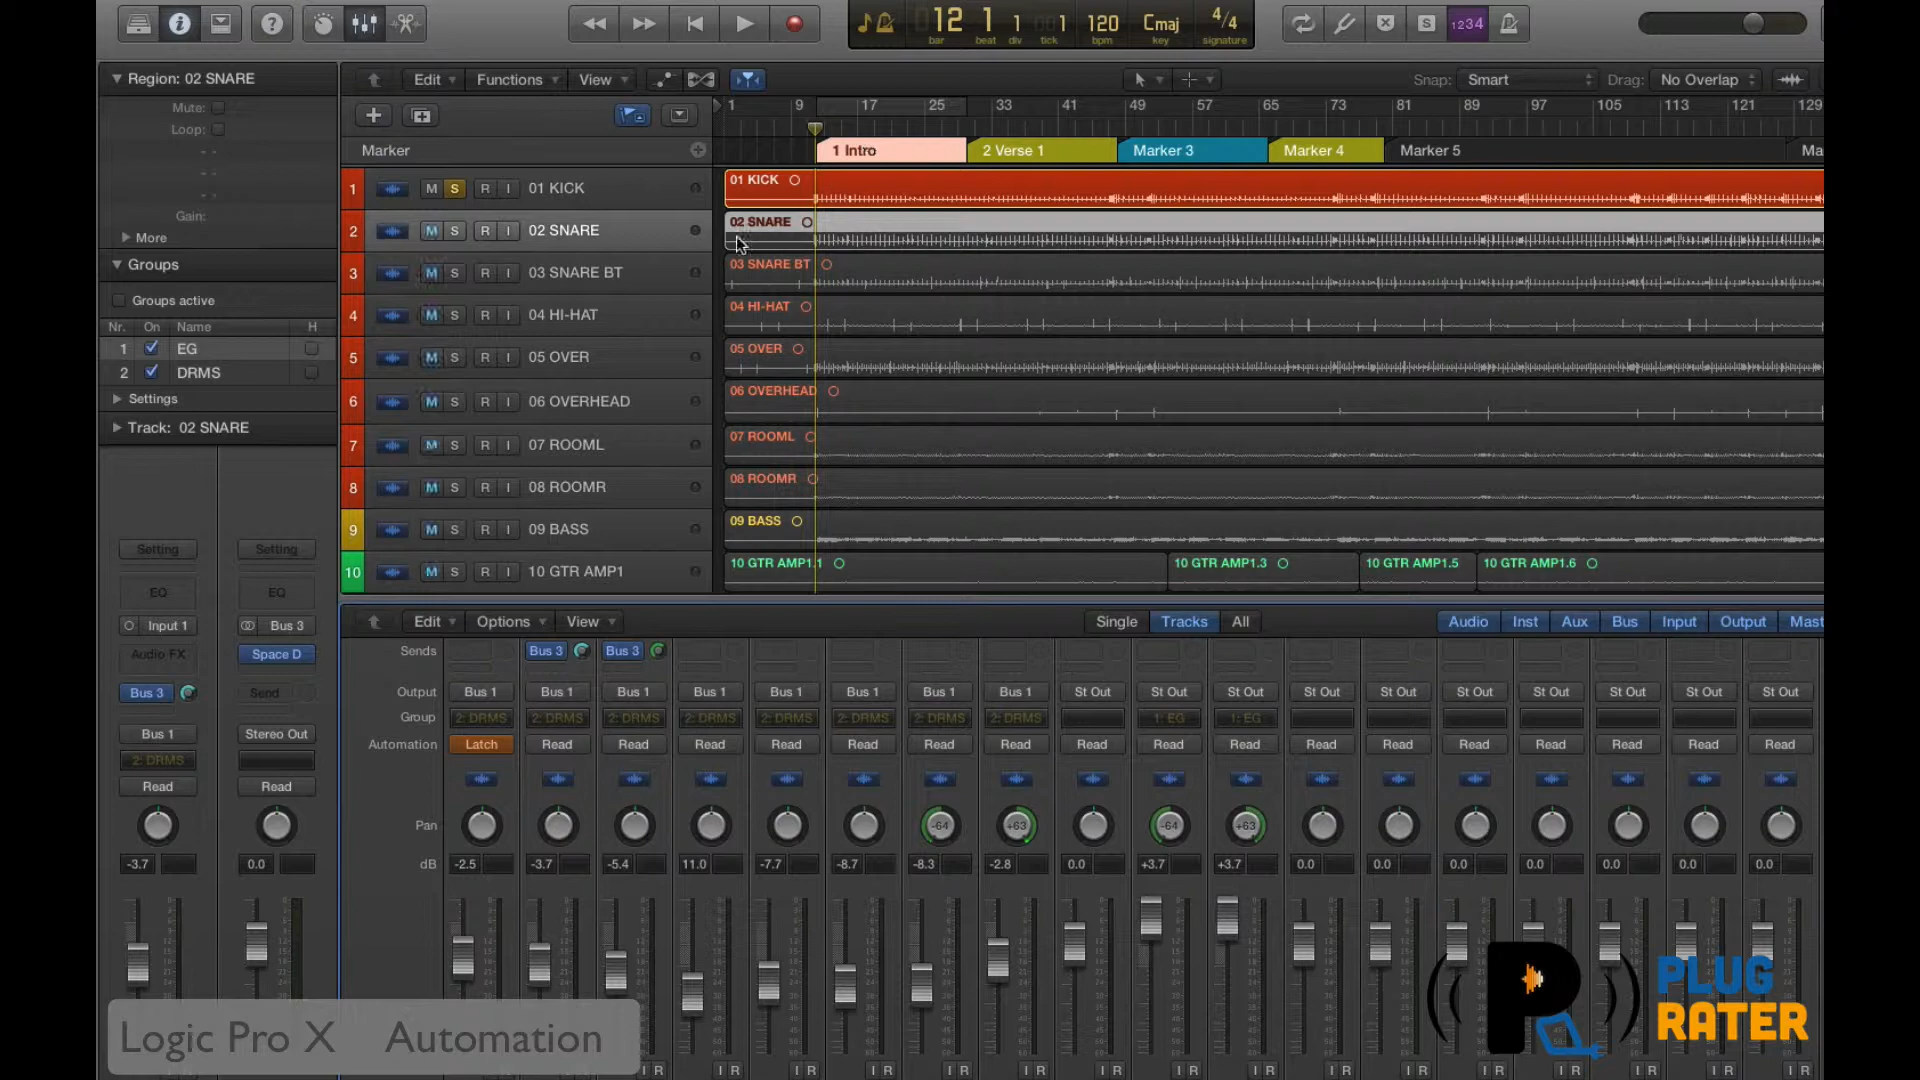 1234
12 1 1 1 120 Cmaj 4/4
bar beat div tick bpm key signature
Region: 02 SNARE
Mute:
Loop:
Gain:
More
Groups
Groups active
Nr. On Name H
1 EG
2 DRMS
Settings
Track: 02 SNARE
Setting Setting
EQ EQ
Input 1 Bus 3
Audio FX Space D
Bus 3 Send
Bus 1 Stereo Out
2: DRMS
Read Read
-3.7 0.0
Edit Functions View Snap: Smart Drag: No Overlap
1 9 17 25 33 41 49 57 65 73 81 89 97 105 113 121 129
Marker 1 Intro 2 Verse 1 Marker 3 Marker 4 Marker 5 Ma
1 M S R I 01 KICK 01 KICK
2 M S R I 02 SNARE 02 SNARE
3 M S R I 03 SNARE BT 03 SNARE BT
4 M S R I 04 HI-HAT 04 HI-HAT
5 M S R I 05 OVER 05 OVER
6 M S R I 06 OVERHEAD 06 OVERHEAD
7 M S R I 07 ROOML 07 ROOML
8 M S R I 08 ROOMR 08 ROOMR
9 M S R I 09 BASS 09 BASS
10 M S R I 10 GTR AMP1 10 GTR AMP1.1 10 GTR AMP1.3 10 GTR AMP1.5 10 GTR AMP1.6
Edit Options View Single Tracks All Audio Inst Aux Bus Input Output Mast
Sends Bus 3 Bus 3
Output Bus 1 Bus 1 Bus 1 Bus 1 Bus 1 Bus 1 Bus 1 Bus 1 St Out St Out St Out St Out St Out St Out St Out St Out St Out St Out
Group 2: DRMS 2: DRMS 2: DRMS 2: DRMS 2: DRMS 2: DRMS 2: DRMS 2: DRMS 1: EG 1: EG
Automation Latch Read Read Read Read Read Read Read Read Read Read Read Read Read Read Read Read Read
Pan -64 +63 -64 +63
dB -2.5 -3.7 -5.4 11.0 -7.7 -8.7 -8.3 -2.8 0.0 +3.7 +3.7 0.0 0.0 0.0 0.0 0.0 0.0 0.0
Logic Pro X Automation
PLUG
RATER